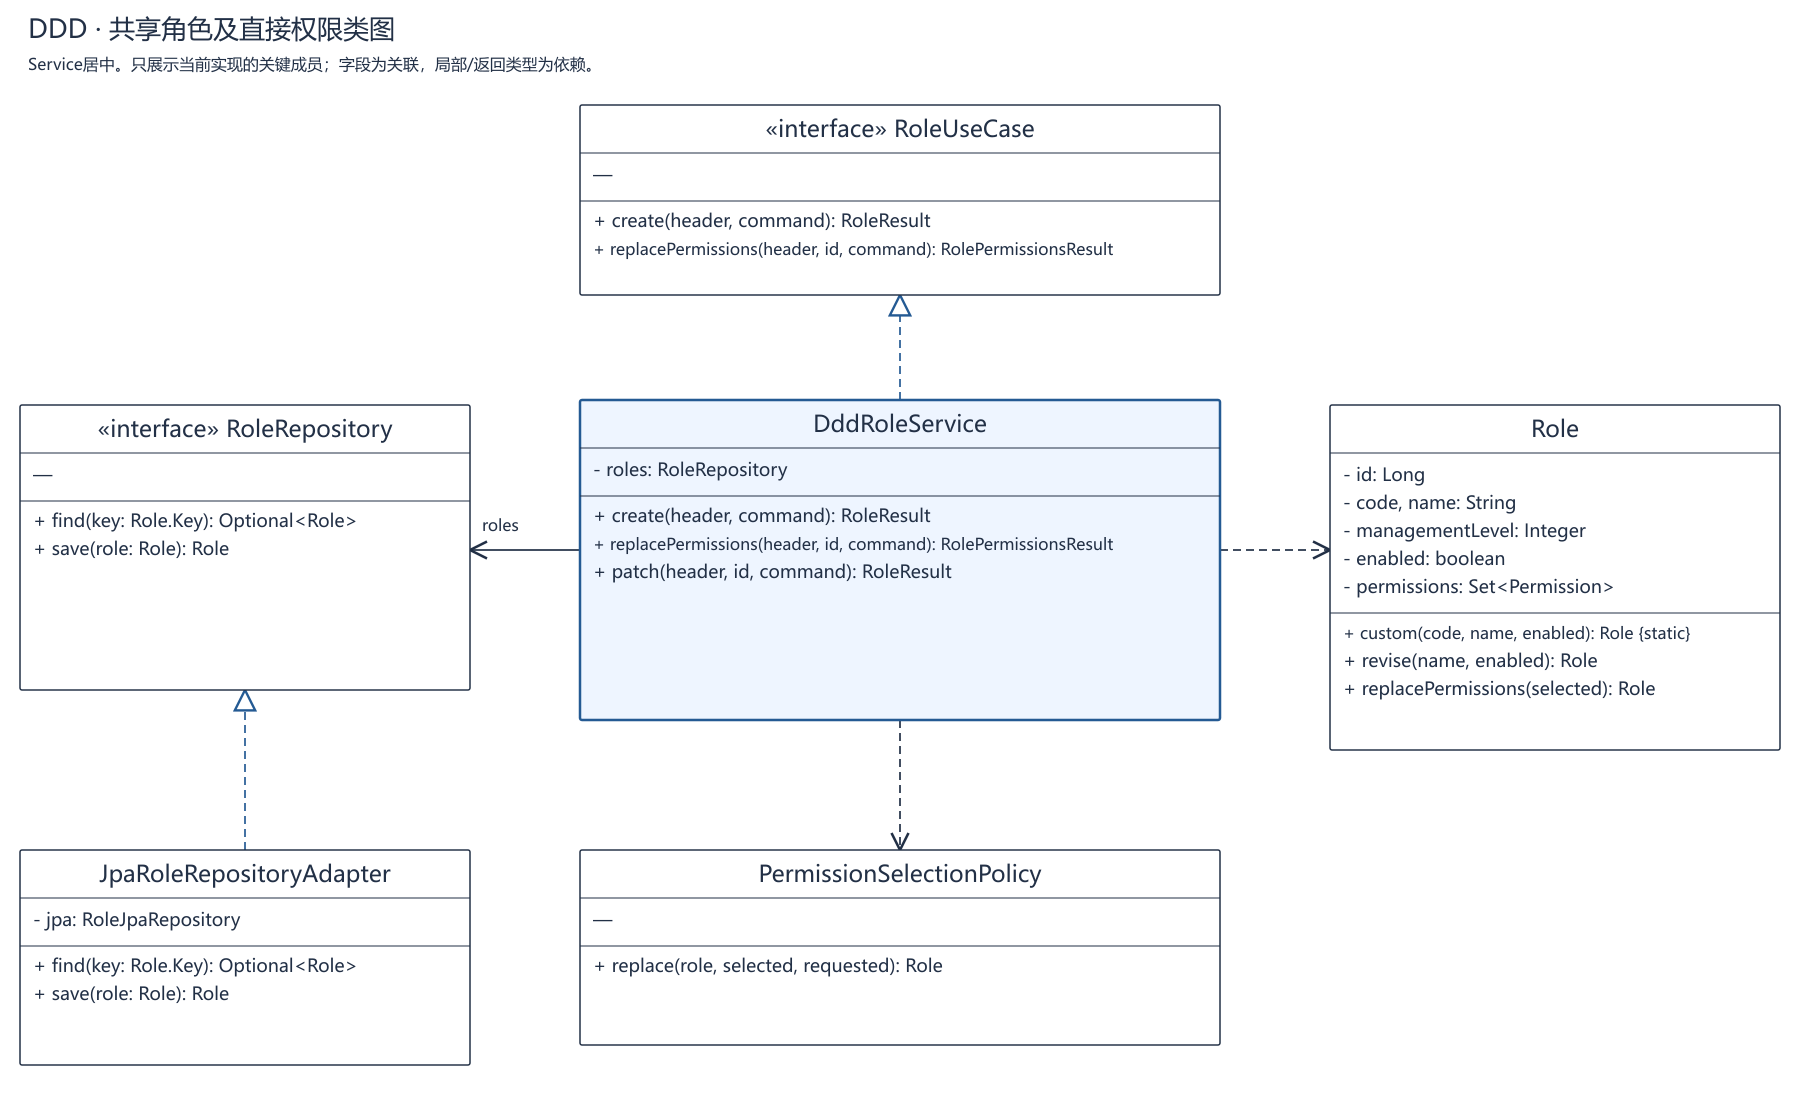 DDD · 共享角色及直接权限类图
Service居中。只展示当前实现的关键成员；字段为关联，局部/返回类型为依赖。
«interface» RoleUseCase
—
+ create(header, command): RoleResult
+ replacePermissions(header, id, command): RolePermissionsResult
«interface» RoleRepository
—
+ find(key: Role.Key): Optional<Role>
+ save(role: Role): Role
roles
DddRoleService
- roles: RoleRepository
+ create(header, command): RoleResult
+ replacePermissions(header, id, command): RolePermissionsResult
+ patch(header, id, command): RoleResult
Role
- id: Long
- code, name: String
- managementLevel: Integer
- enabled: boolean
- permissions: Set<Permission>
+ custom(code, name, enabled): Role {static}
+ revise(name, enabled): Role
+ replacePermissions(selected): Role
JpaRoleRepositoryAdapter
- jpa: RoleJpaRepository
+ find(key: Role.Key): Optional<Role>
+ save(role: Role): Role
PermissionSelectionPolicy
—
+ replace(role, selected, requested): Role